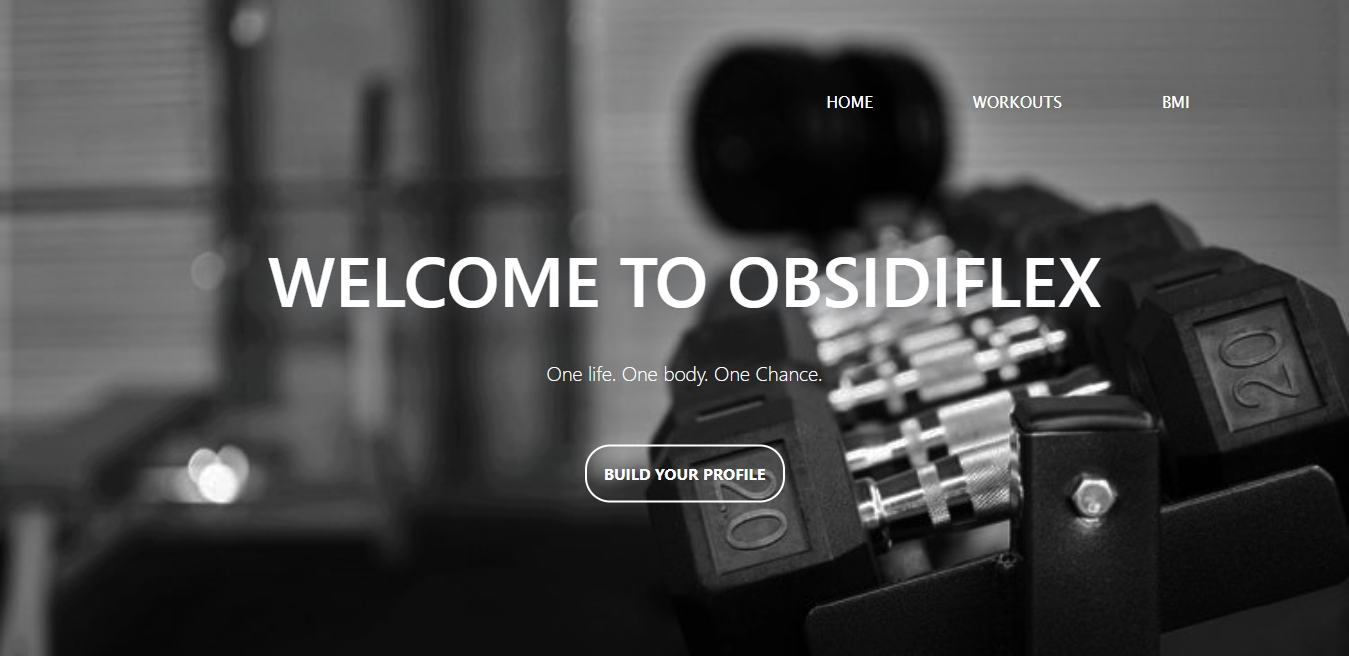 HOME WORKOUTS BMI
WELCOME TO OBSIDIFLEX
One life. One body. One Chance.
BUILD YOUR PROFILE
20
20